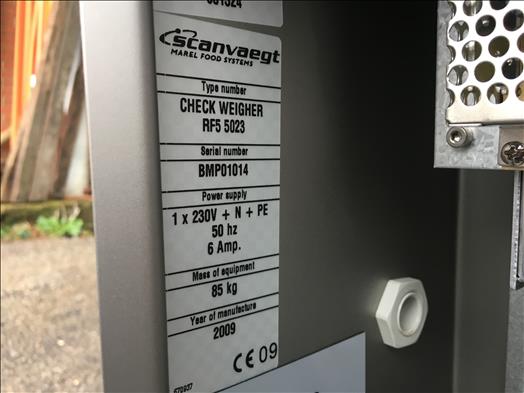 scanvaegt
MAREL FOOD SYSTEMS
Type number
CHECK WEIGHER
RF5 5023
Serial number
BMP01014
Power supply
1 x 230V + N + PE
50 hz
6 Amp.
Mass of equipment
85 kg
Year of manufacture
2009
CE 09
570937